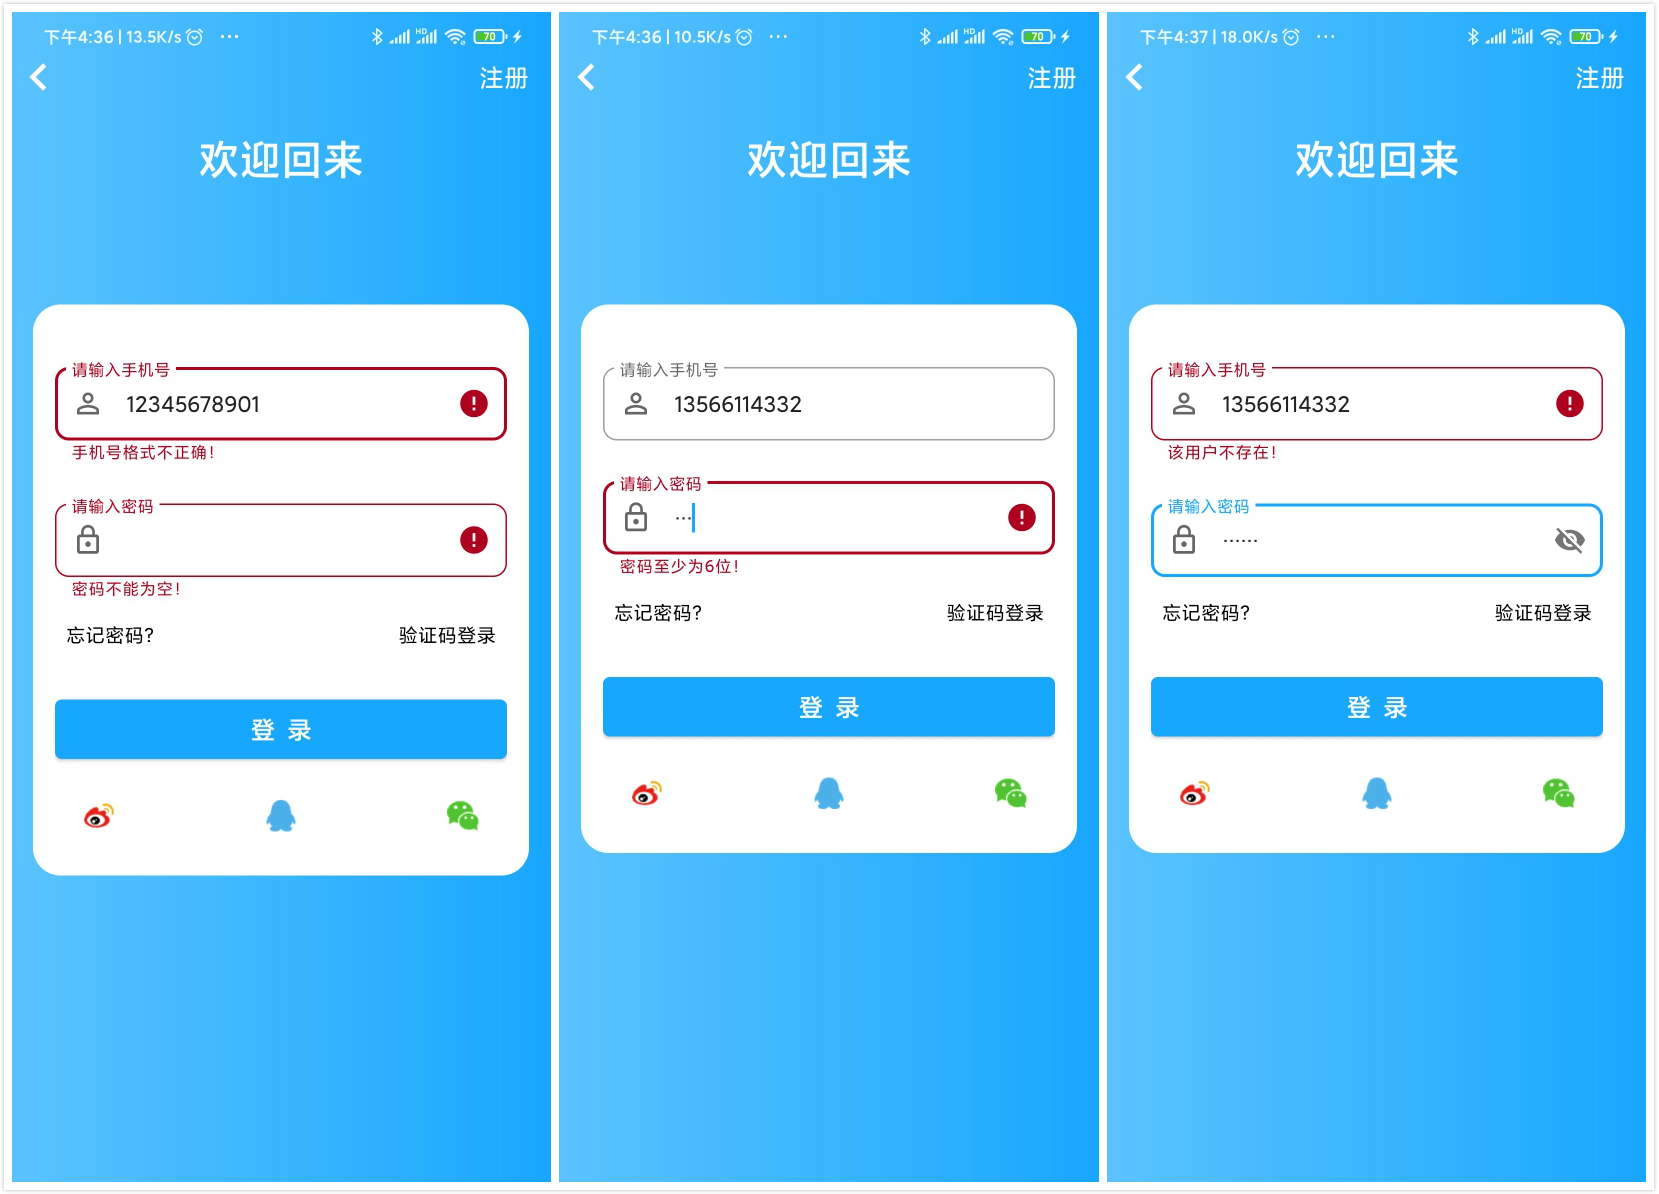 下午4:36 | 13.5K/s ···
HD
70
注册
欢迎回来
请输入手机号
12345678901
手机号格式不正确!
请输入密码
密码不能为空!
忘记密码?
验证码登录
登 录
下午4:36 | 10.5K/s ···
HD
70
注册
欢迎回来
请输入手机号
13566114332
请输入密码
···
密码至少为6位!
忘记密码?
验证码登录
登 录
下午4:37 | 18.0K/s ···
HD
70
注册
欢迎回来
请输入手机号
13566114332
该用户不存在!
请输入密码
······
忘记密码?
验证码登录
登 录